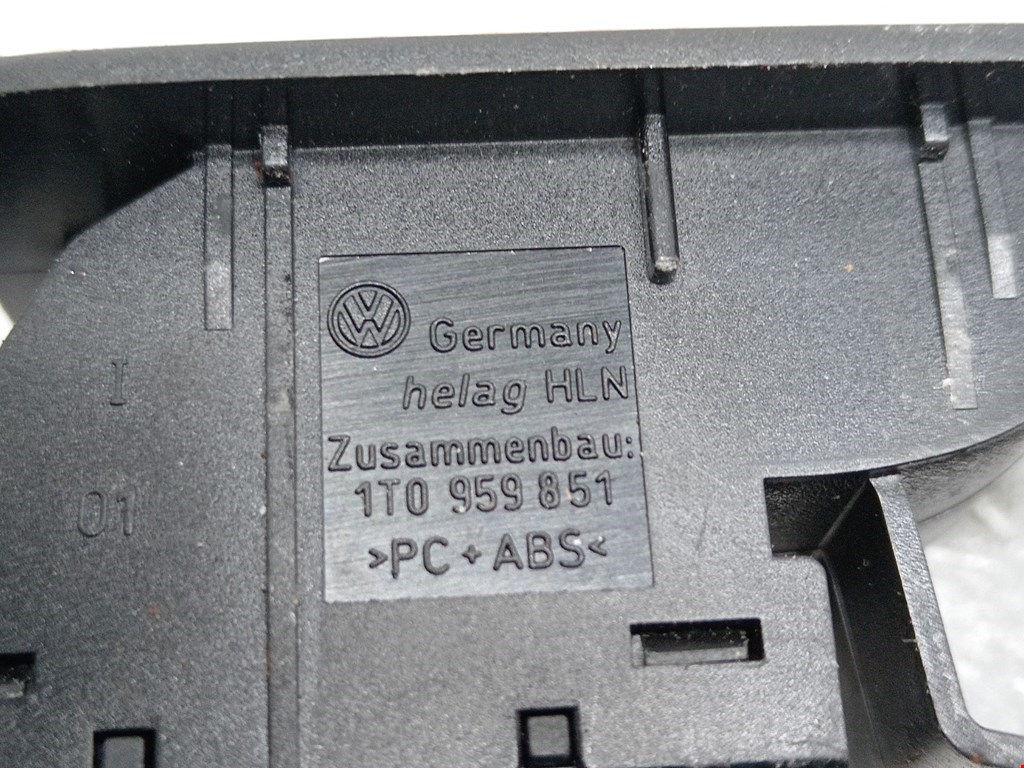 I
01
Germany
helag HLN
Zusammenbau:
1T0 959 851
>PC + ABS<